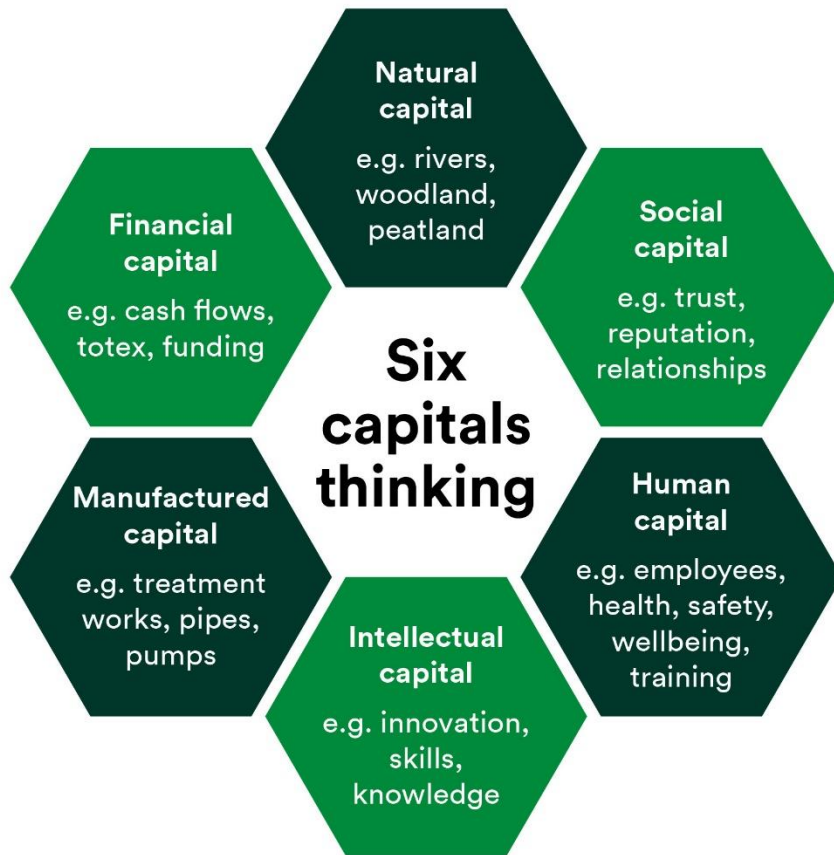 Natural
capital
e.g. rivers,
woodland,
peatland
Social
capital
e.g. trust,
reputation,
relationships
Human
capital
e.g. employees,
health, safety,
wellbeing,
training
Intellectual
capital
e.g. innovation,
skills,
knowledge
Manufactured
capital
e.g. treatment
works, pipes,
pumps
Financial
capital
e.g. cash flows,
totex, funding
Six
capitals
thinking